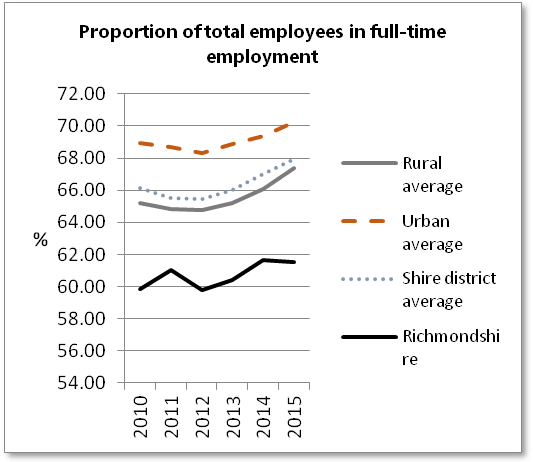 Proportion of total employees in full-time
employment
72.00
70.00
68.00
66.00
64.00
62.00
60.00
58.00
56.00
54.00
%
2010
2011
2012
2013
2014
2015
Rural
average
Urban
average
Shire district
average
Richmondshi
re